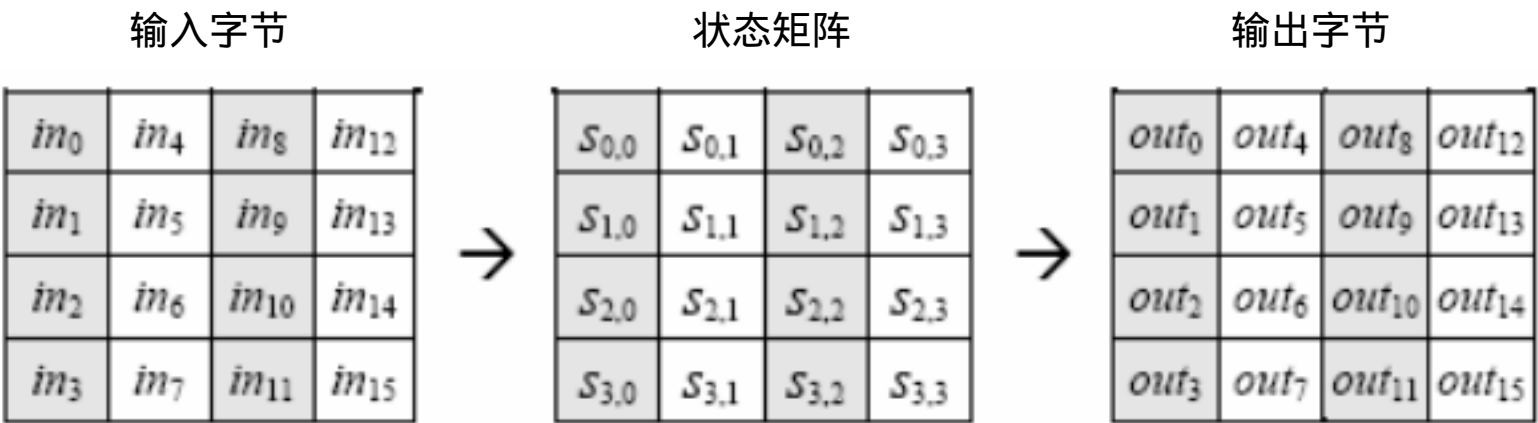 输入字节 状态矩阵 输出字节
in0 in4 in8 in12 S0,0 S0,1 S0,2 S0,3 out0 out4 out8 out12
in1 in5 in9 in13 S1,0 S1,1 S1,2 S1,3 out1 out5 out9 out13
→ →
in2 in6 in10 in14 S2,0 S2,1 S2,2 S2,3 out2 out6 out10 out14
in3 in7 in11 in15 S3,0 S3,1 S3,2 S3,3 out3 out7 out11 out15